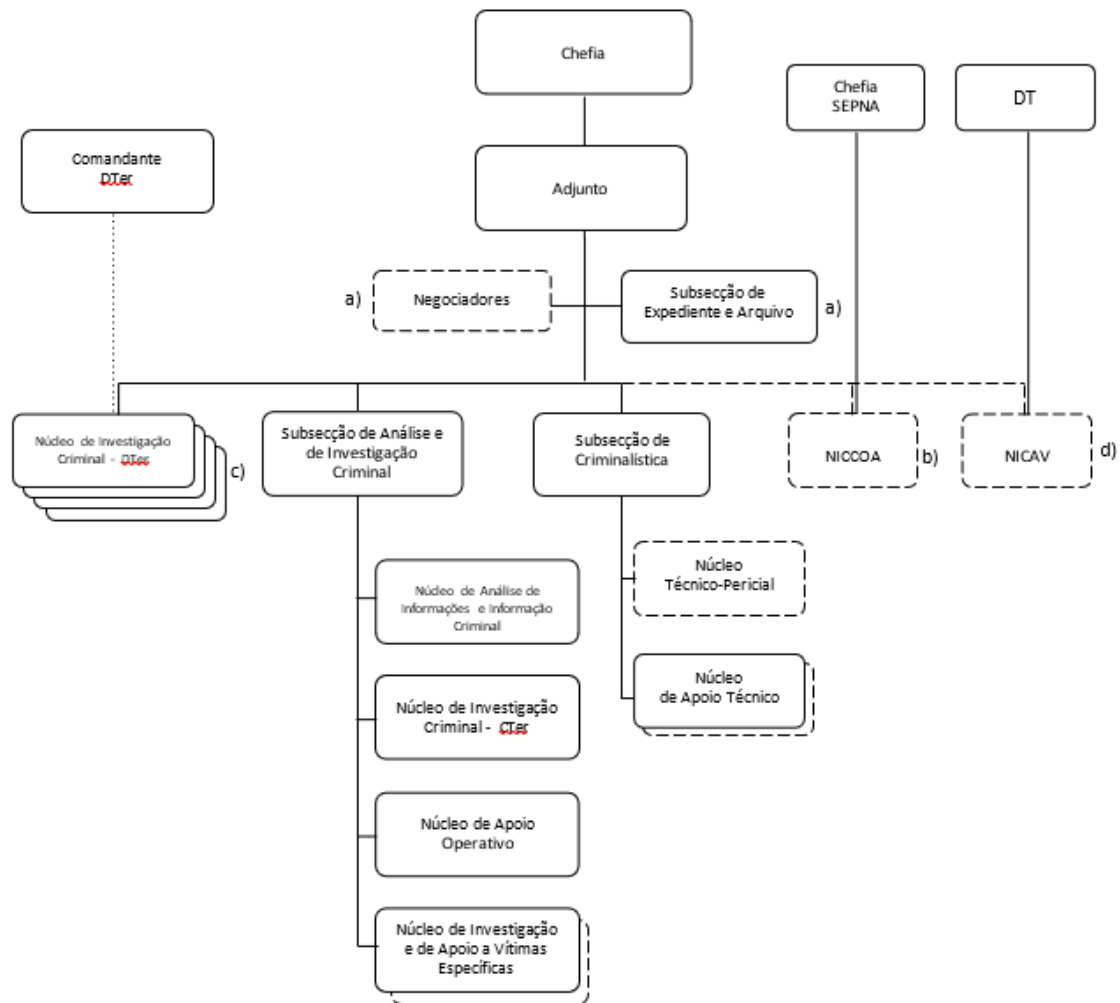 Chefia
Chefia
SEPNA
DT
Comandante
DTer
Adjunto
a)
Negociadores
Subsecção de
Expediente e Arquivo
a)
Núcleo de Investigação
Criminal - DTer
c)
Subsecção de Análise e
de Investigação
Criminal
Subsecção de
Criminalística
NICCOA
b)
NICAV
d)
Núcleo de Análise de
Informações e Informação
Criminal
Núcleo
Técnico-Pericial
Núcleo de Investigação
Criminal - CTer
Núcleo
de Apoio Técnico
Núcleo de Apoio
Operativo
Núcleo de Investigação
e de Apoio a Vítimas
Específicas